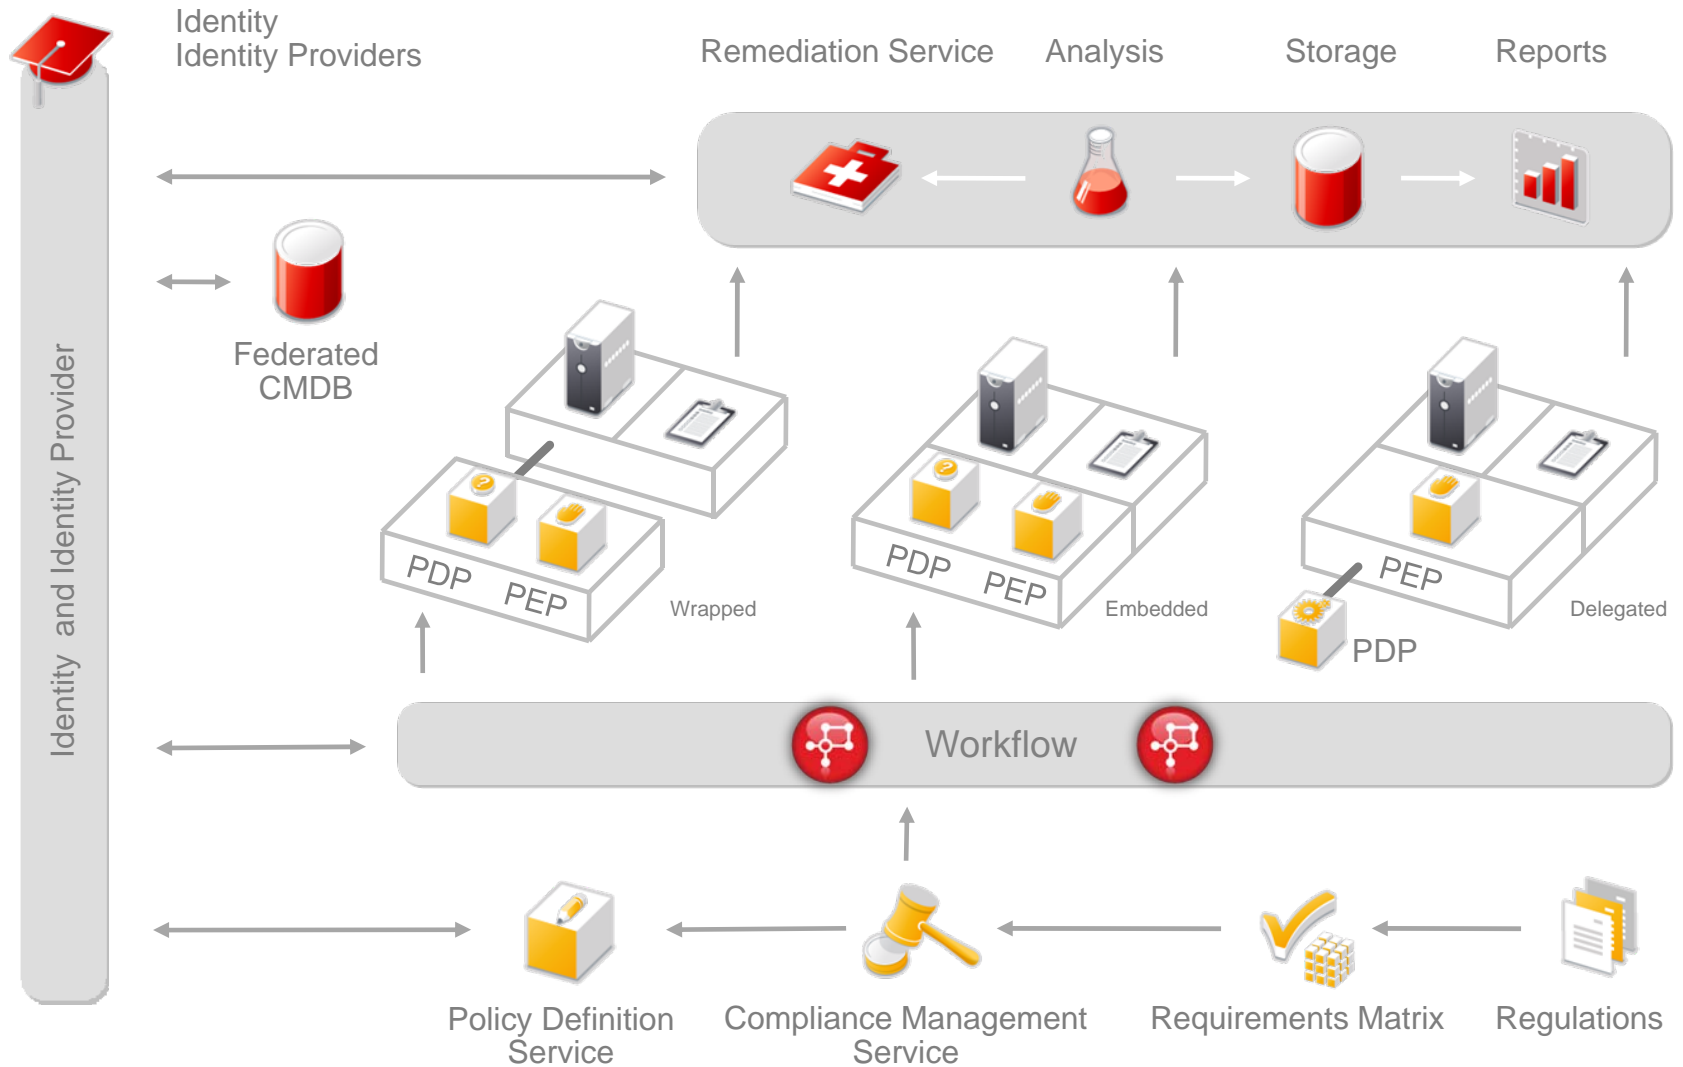 Identity
Identity Providers
Remediation Service
Analysis
Storage
Reports
Federated
CMDB
Identity and Identity Provider
PDP
PEP
Wrapped
PDP
PEP
Embedded
PEP
Delegated
PDP
Workflow
Policy Definition
Service
Compliance Management
Service
Requirements Matrix
Regulations